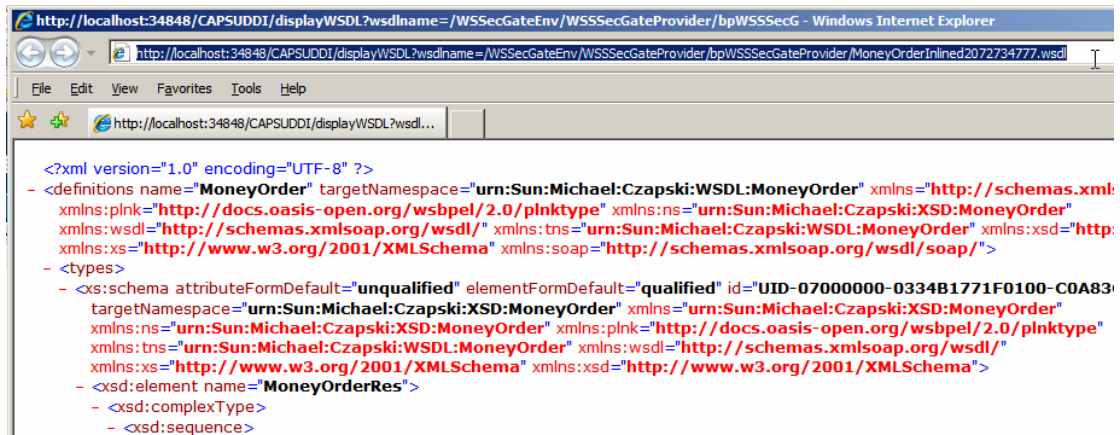 http://localhost:34848/CAPSUDDI/displayWSDL?wsdlname=/WSSecGateEnv/WSSSecGateProvider/bpWSSSecG - Windows Internet Explorer
http://localhost:34848/CAPSUDDI/displayWSDL?wsdlname=/WSSecGateEnv/WSSSecGateProvider/bpWSSSecGateProvider/MoneyOrderInlined2072734777.wsdl
File Edit View Favorites Tools Help
http://localhost:34848/CAPSUDDI/displayWSDL?wsdl...
<?xml version="1.0" encoding="UTF-8" ?>
- <definitions name="MoneyOrder" targetNamespace="urn:Sun:Michael:Czapski:WSDL:MoneyOrder" xmlns="http://schemas.xmls
xmlns:plnk="http://docs.oasis-open.org/wsbpel/2.0/plnktype" xmlns:ns="urn:Sun:Michael:Czapski:XSD:MoneyOrder"
xmlns:wsdl="http://schemas.xmlsoap.org/wsdl/" xmlns:tns="urn:Sun:Michael:Czapski:WSDL:MoneyOrder" xmlns:xsd="http:
xmlns:xs="http://www.w3.org/2001/XMLSchema" xmlns:soap="http://schemas.xmlsoap.org/wsdl/soap/">
- <types>
- <xs:schema attributeFormDefault="unqualified" elementFormDefault="qualified" id="UID-07000000-0334B1771F0100-C0A83
targetNamespace="urn:Sun:Michael:Czapski:XSD:MoneyOrder" xmlns="urn:Sun:Michael:Czapski:XSD:MoneyOrder"
xmlns:ns="urn:Sun:Michael:Czapski:XSD:MoneyOrder" xmlns:plnk="http://docs.oasis-open.org/wsbpel/2.0/plnktype"
xmlns:tns="urn:Sun:Michael:Czapski:WSDL:MoneyOrder" xmlns:wsdl="http://schemas.xmlsoap.org/wsdl/"
xmlns:xs="http://www.w3.org/2001/XMLSchema" xmlns:xsd="http://www.w3.org/2001/XMLSchema">
- <xsd:element name="MoneyOrderRes">
- <xsd:complexType>
- <xsd:sequence>